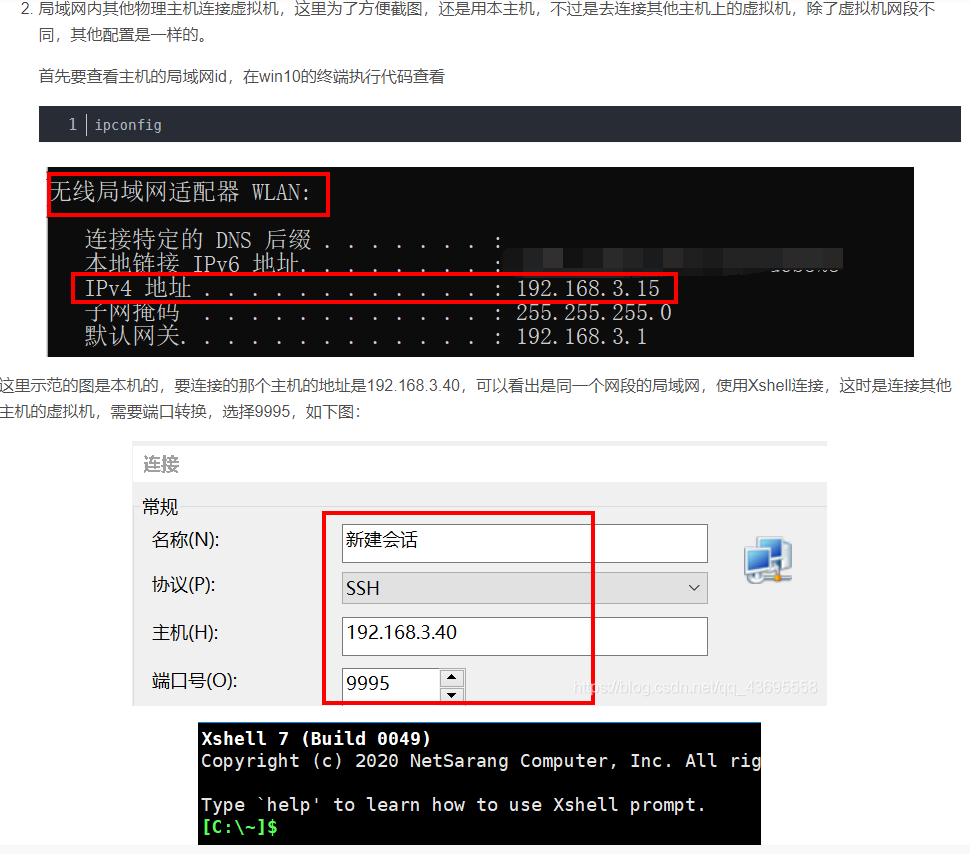 2. 局域网内其他物理主机连接虚拟机，这里为了方便截图，还是用本主机，不过是去连接其他主机上的虚拟机，除了虚拟机网段不
同，其他配置是一样的。
首先要查看主机的局域网id，在win10的终端执行代码查看
1 ipconfig
无线局域网适配器 WLAN:
连接特定的 DNS 后缀 . . . . . . . :
本地链接 IPv6 地址. . . . . . . . :
IPv4 地址 . . . . . . . . . . . . : 192.168.3.15
子网掩码 . . . . . . . . . . . . : 255.255.255.0
默认网关. . . . . . . . . . . . . : 192.168.3.1
这里示范的图是本机的，要连接的那个主机的地址是192.168.3.40，可以看出是同一个网段的局域网，使用Xshell连接，这时是连接其他
主机的虚拟机，需要端口转换，选择9995，如下图：
连接
常规
名称(N): 新建会话
协议(P): SSH
主机(H): 192.168.3.40
端口号(O): 9995
https://blog.csdn.net/qq_43695558
Xshell 7 (Build 0049)
Copyright (c) 2020 NetSarang Computer, Inc. All rig
Type `help' to learn how to use Xshell prompt.
[C:\~]$